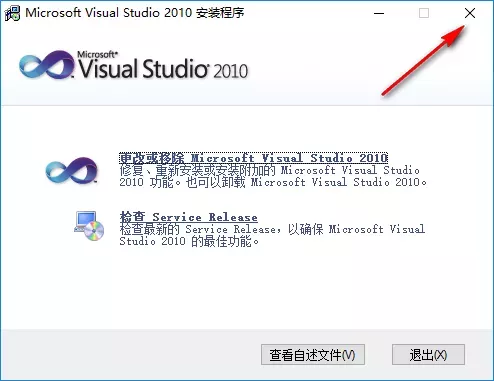 Microsoft Visual Studio 2010 安装程序
Microsoft®
Visual Studio® 2010
更改或移除 Microsoft Visual Studio 2010
修复、重新安装或安装附加的 Microsoft Visual Studio
2010 功能。也可以卸载 Microsoft Visual Studio 2010。
检查 Service Release
检查最新的 Service Release，以确保 Microsoft Visual
Studio 2010 的最佳功能。
查看自述文件(V)
退出(X)